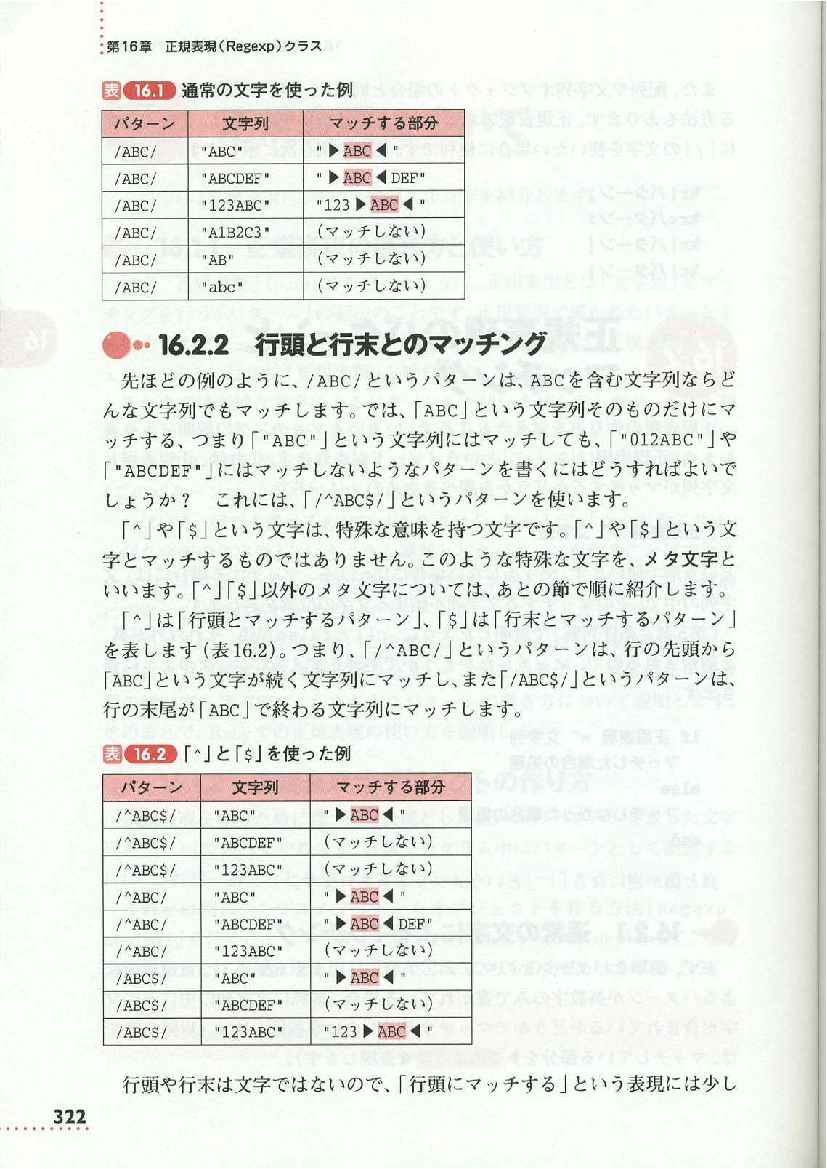 第16章 正規表現(Regexp)クラス
表 16.1 通常の文字を使った例
パターン 文字列 マッチする部分
/ABC/ "ABC" "▶ABC◀"
/ABC/ "ABCDEF" "▶ABC◀DEF"
/ABC/ "123ABC" "123▶ABC◀"
/ABC/ "A1B2C3" (マッチしない)
/ABC/ "AB" (マッチしない)
/ABC/ "abc" (マッチしない)
16.2.2 行頭と行末とのマッチング
先ほどの例のように、/ABC/というパターンは、ABCを含む文字列ならど
んな文字列でもマッチします。では、「ABC」という文字列そのものだけにマ
ッチする、つまり「"ABC"」という文字列にはマッチしても、「"012ABC"」や
「"ABCDEF"」にはマッチしないようなパターンを書くにはどうすればよいで
しょうか? これには、「/^ABC$/」というパターンを使います。
「^」や「$」という文字は、特殊な意味を持つ文字です。「^」や「$」という文
字とマッチするものではありません。このような特殊な文字を、メタ文字と
いいます。「^」「$」以外のメタ文字については、あとの節で順に紹介します。
「^」は「行頭とマッチするパターン」、「$」は「行末とマッチするパターン」
を表します(表16.2)。つまり、「/^ABC/」というパターンは、行の先頭から
「ABC」という文字が続く文字列にマッチし、また「/ABC$/」というパターンは、
行の末尾が「ABC」で終わる文字列にマッチします。
表 16.2 「^」と「$」を使った例
パターン 文字列 マッチする部分
/^ABC$/ "ABC" "▶ABC◀"
/^ABC$/ "ABCDEF" (マッチしない)
/^ABC$/ "123ABC" (マッチしない)
/^ABC/ "ABC" "▶ABC◀"
/^ABC/ "ABCDEF" "▶ABC◀DEF"
/^ABC/ "123ABC" (マッチしない)
/ABC$/ "ABC" "▶ABC◀"
/ABC$/ "ABCDEF" (マッチしない)
/ABC$/ "123ABC" "123▶ABC◀"
行頭や行末は文字ではないので、「行頭にマッチする」という表現には少し
322